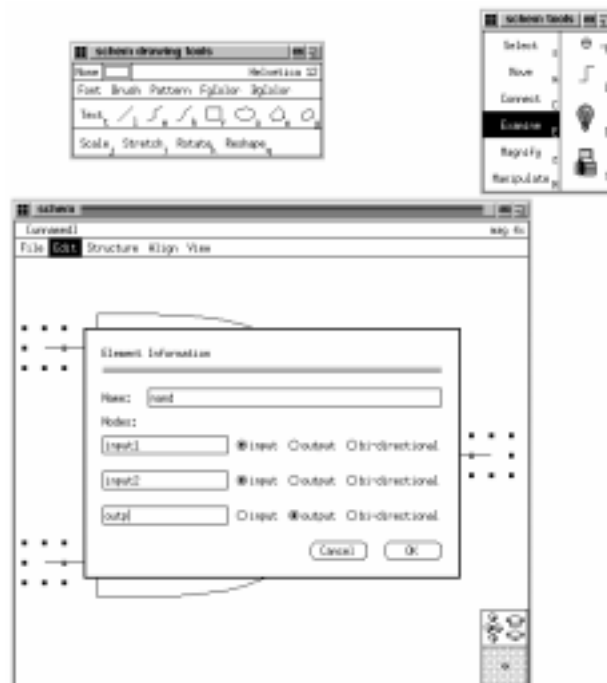 schem drawing tools
None Helvetica 12
Font Brush Pattern FgColor BgColor
Text
Scale Stretch Rotate Reshape
schem tools
Select
Move
Connect
Examine
Magnify
Manipulate
schem
[unnamed] mag 4x
File Edit Structure Align View
Element Information
Name: nand
Nodes:
input1 input output bi-directional
input2 input output bi-directional
outp input output bi-directional
Cancel OK